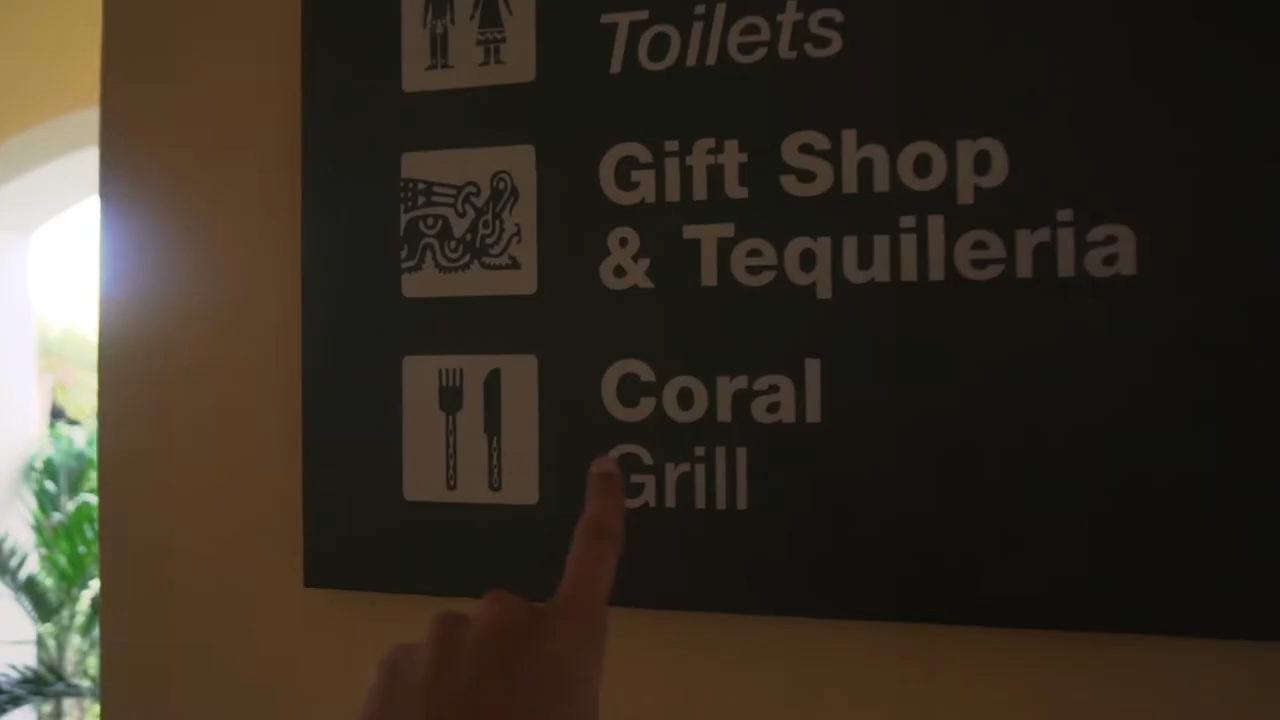 Toilets
Gift Shop
& Tequileria
Coral
Grill